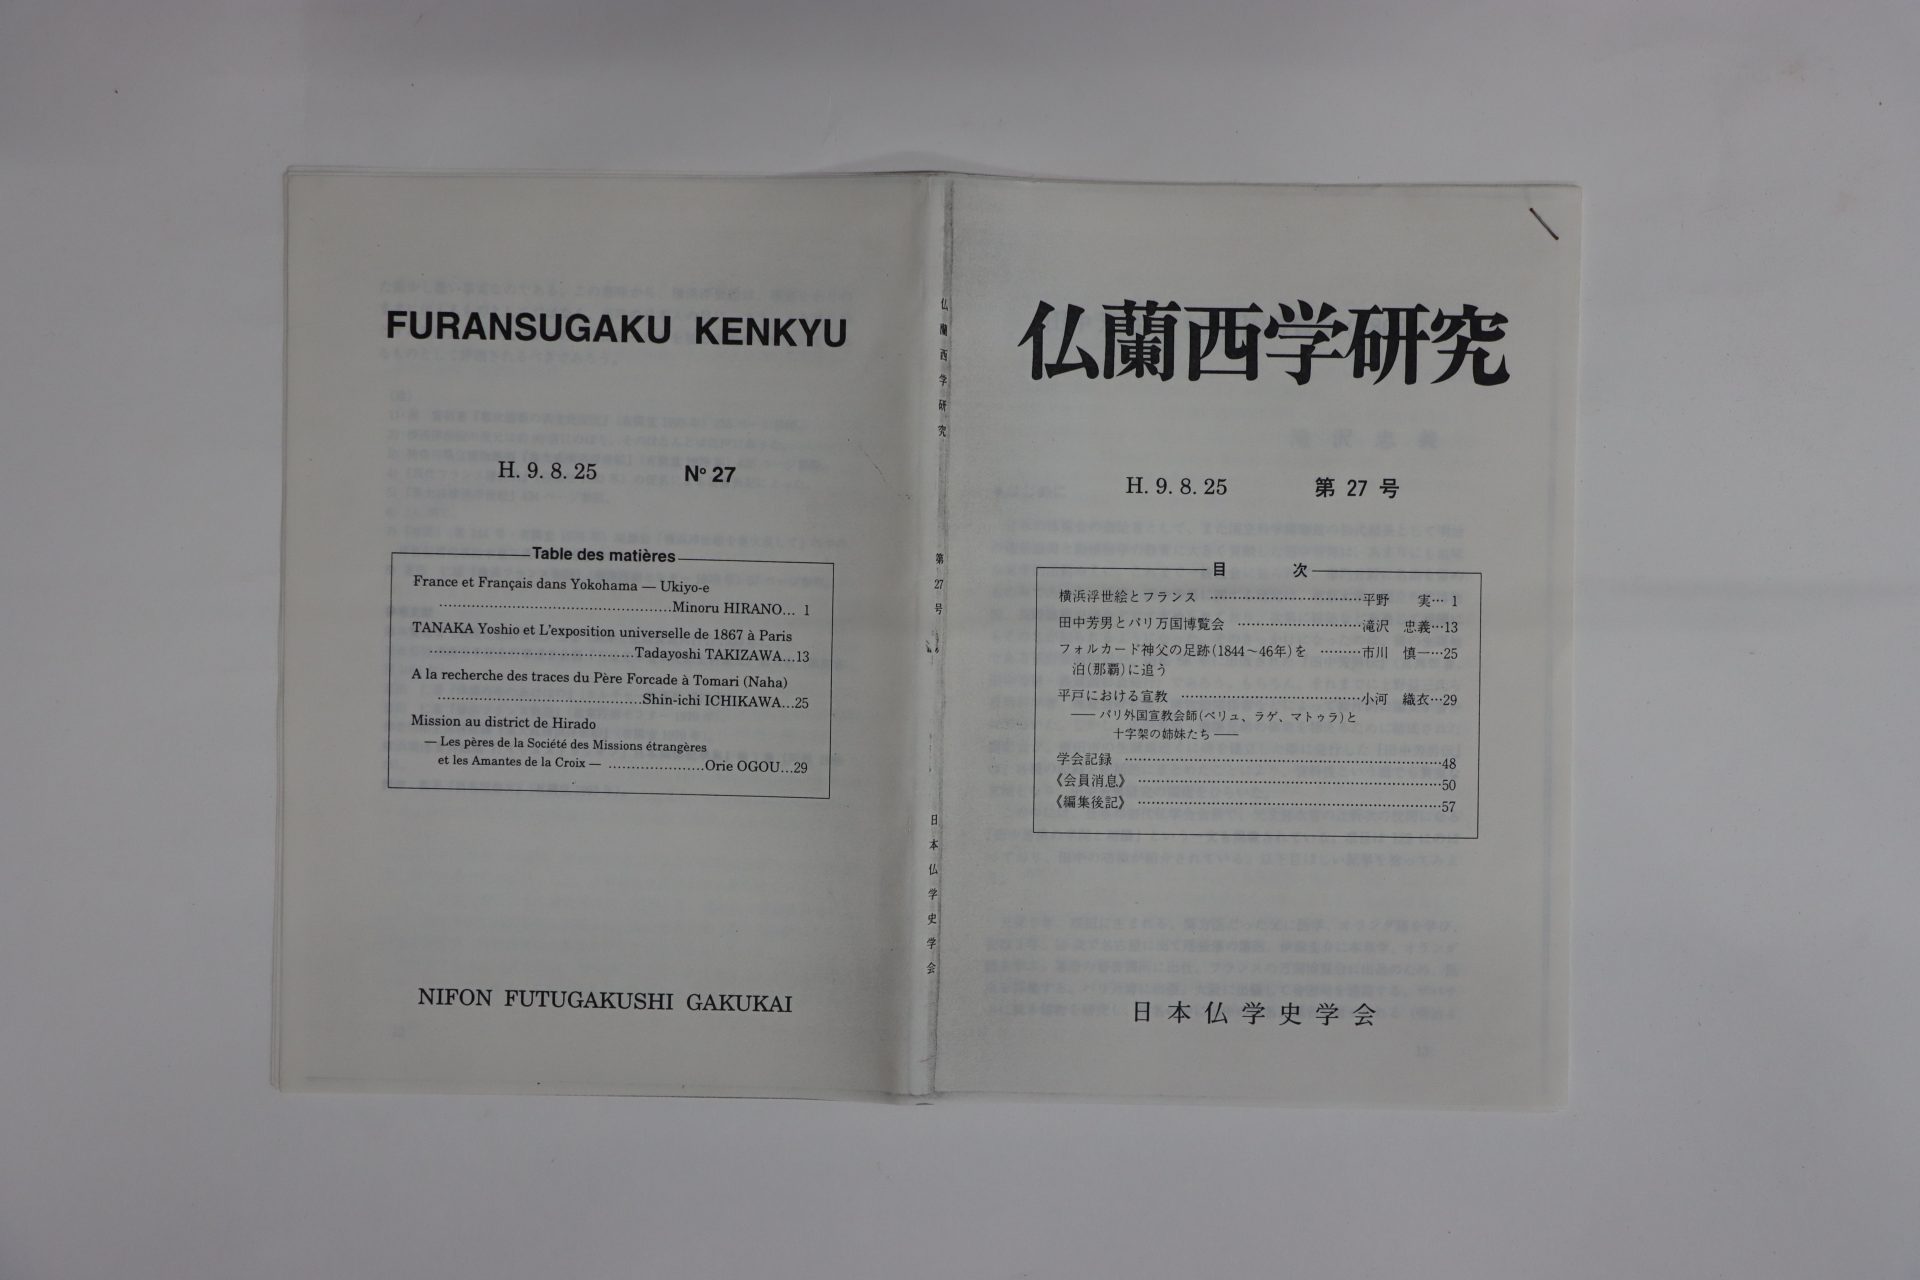 FURANSUGAKU KENKYU
H. 9. 8. 25 Nº 27
Table des matières
France et Français dans Yokohama — Ukiyo-e
……………………………………………Minoru HIRANO… 1
TANAKA Yoshio et L'exposition universelle de 1867 à Paris
………………………………………Tadayoshi TAKIZAWA…13
A la recherche des traces du Père Forcade à Tomari (Naha)
………………………………………Shin-ichi ICHIKAWA…25
Mission au district de Hirado
— Les pères de la Société des Missions étrangères
et les Amantes de la Croix — …………………Orie OGOU…29
NIFON FUTUGAKUSHI GAKUKAI
仏蘭西学研究
第27号
日本仏学史学会
仏蘭西学研究
H. 9. 8. 25 第 27 号
目 次
横浜浮世絵とフランス …………………………平野 実… 1
田中芳男とパリ万国博覧会 ……………………滝沢 忠義…13
フォルカード神父の足跡(1844〜46年)を ………市川 慎一…25
泊(那覇)に追う
平戸における宣教 ………………………………小河 織衣…29
—— パリ外国宣教会師(ペリュ、ラゲ、マトゥラ)と
十字架の姉妹たち ——
学会記録 ……………………………………………………48
《会員消息》 …………………………………………………50
《編集後記》 …………………………………………………57
日本仏学史学会